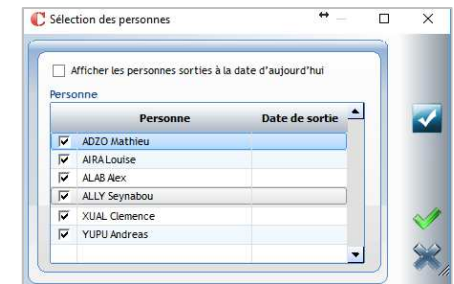 Sélection des personnes
Afficher les personnes sorties à la date d'aujourd'hui
Personne
Personne Date de sortie
ADZO Mathieu
AIRA Louise
ALAB Alex
ALLY Seynabou
XUAL Clemence
YUPU Andreas